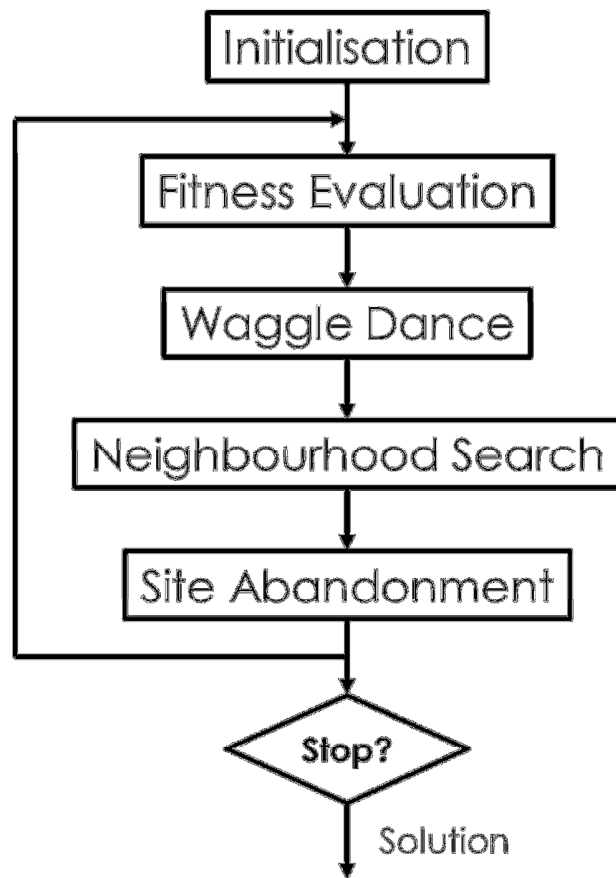 Initialisation
Fitness Evaluation
Waggle Dance
Neighbourhood Search
Site Abandonment
Stop?
Solution